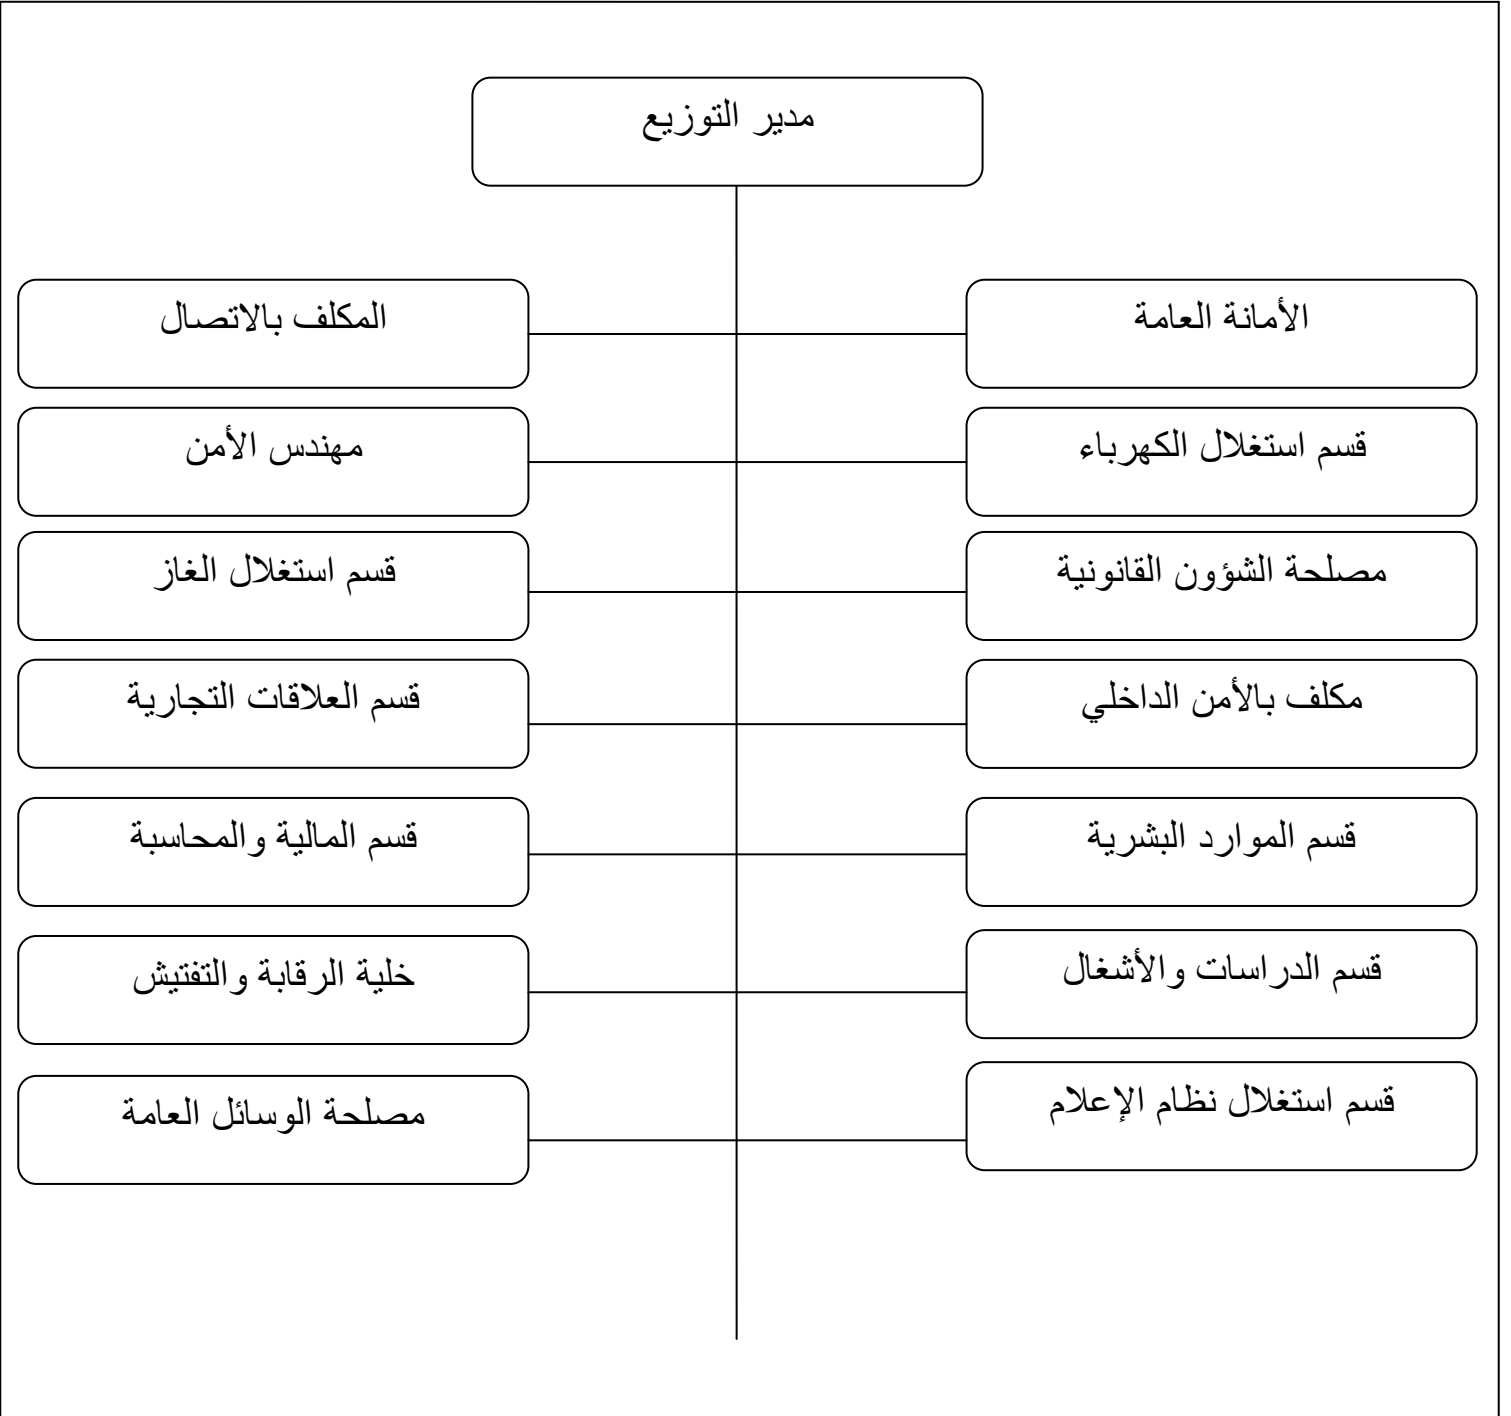 مدير التوزيع
الأمانة العامة
المكلف بالاتصال
قسم استغلال الكهرباء
مهندس الأمن
مصلحة الشؤون القانونية
قسم استغلال الغاز
مكلف بالأمن الداخلي
قسم العلاقات التجارية
قسم الموارد البشرية
قسم المالية والمحاسبة
قسم الدراسات والأشغال
خلية الرقابة والتفتيش
قسم استغلال نظام الإعلام
مصلحة الوسائل العامة